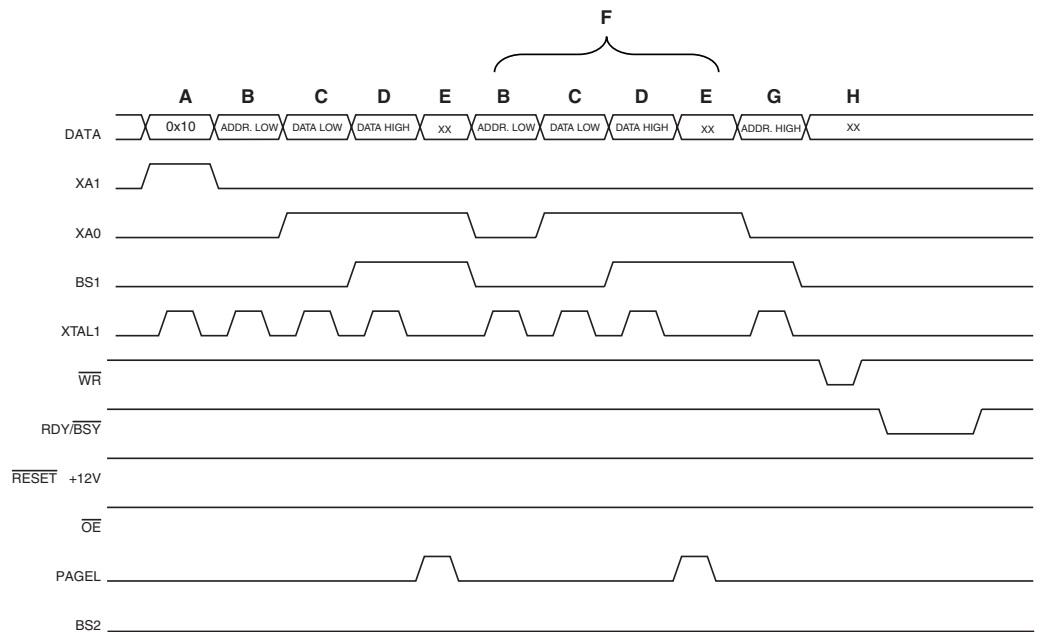 F
A B C D E B C D E G H
DATA 0x10 ADDR. LOW DATA LOW DATA HIGH XX ADDR. LOW DATA LOW DATA HIGH XX ADDR. HIGH XX
XA1
XA0
BS1
XTAL1
WR
RDY/BSY
RESET +12V
OE
PAGEL
BS2